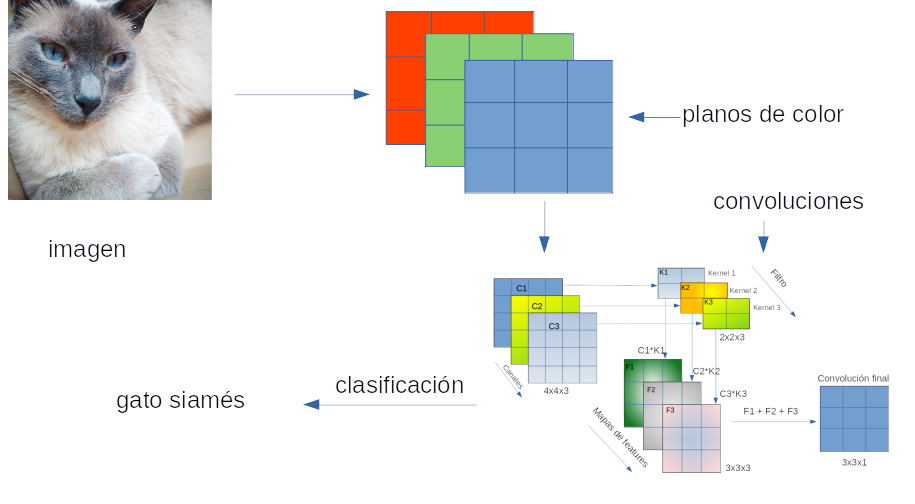 planos de color
convoluciones
imagen
K1
Kernel 1
Filtro
C1
K2
Kernel 2
C2
K3
Kernel 3
C3
2x2x3
C1*K1
Canales
4x4x3
F1
C2*K2
clasificación
gato siamés
F2
C3*K3
Convolución final
F3
F1 + F2 + F3
Mapas de features
3x3x3
3x3x1